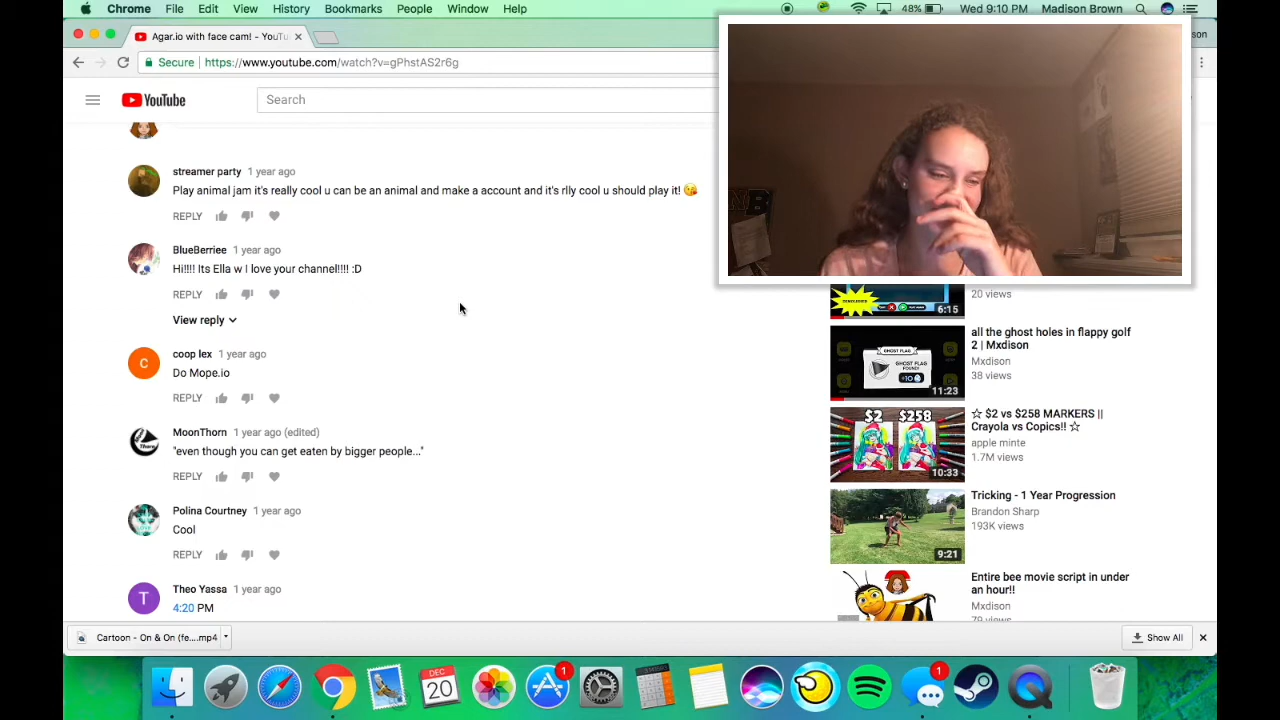 Chrome File Edit View History Bookmarks People Window Help 48% Wed 9:10 PM Madison Brown
Agar.io with face cam! - YouTu
Secure https://www.youtube.com/watch?v=gPhstAS2r6g
YouTube Search
streamer party 1 year ago
Play animal jam it's really cool u can be an animal and make a account and it's rlly cool u should play it! 😘
REPLY
BlueBerriee 1 year ago
Hi!!!! Its Ella w I love your channel!!!! :D
REPLY
View reply
coop lex 1 year ago
Do Mope.io
REPLY
MoonThorn 1 year ago (edited)
"even though you can get eaten by bigger people..."
REPLY
Polina Courtney 1 year ago
Cool
REPLY
Theo Yassa 1 year ago
4:20 PM
C
T
20 views
6:15
all the ghost holes in flappy golf
2 | Mxdison
Mxdison
38 views
GHOST FLAG
FOUND!
+10
11:23
☆ $2 vs $258 MARKERS ||
Crayola vs Copics!! ☆
apple minte
1.7M views
$2 $258
10:33
Tricking - 1 Year Progression
Brandon Sharp
193K views
9:21
Entire bee movie script in under
an hour!!
Mxdison
79 views
Cartoon - On & On (fe....mp4
Show All
DEC
20
1
1